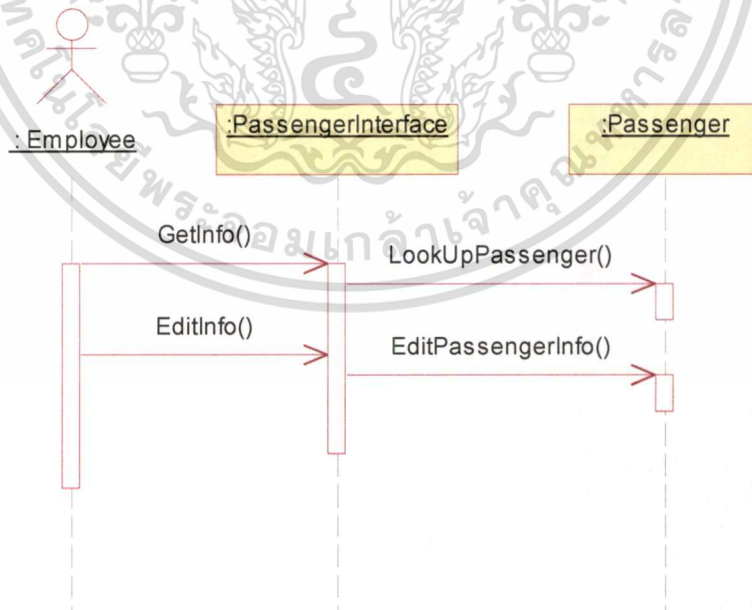 : Employee
:PassengerInterface
:Passenger
GetInfo()
LookUpPassenger()
EditInfo()
EditPassengerInfo()